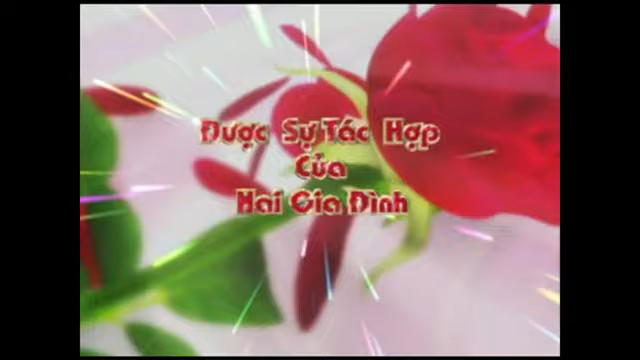 Được Sự Tác Hợp
Của
Hai Gia Đình